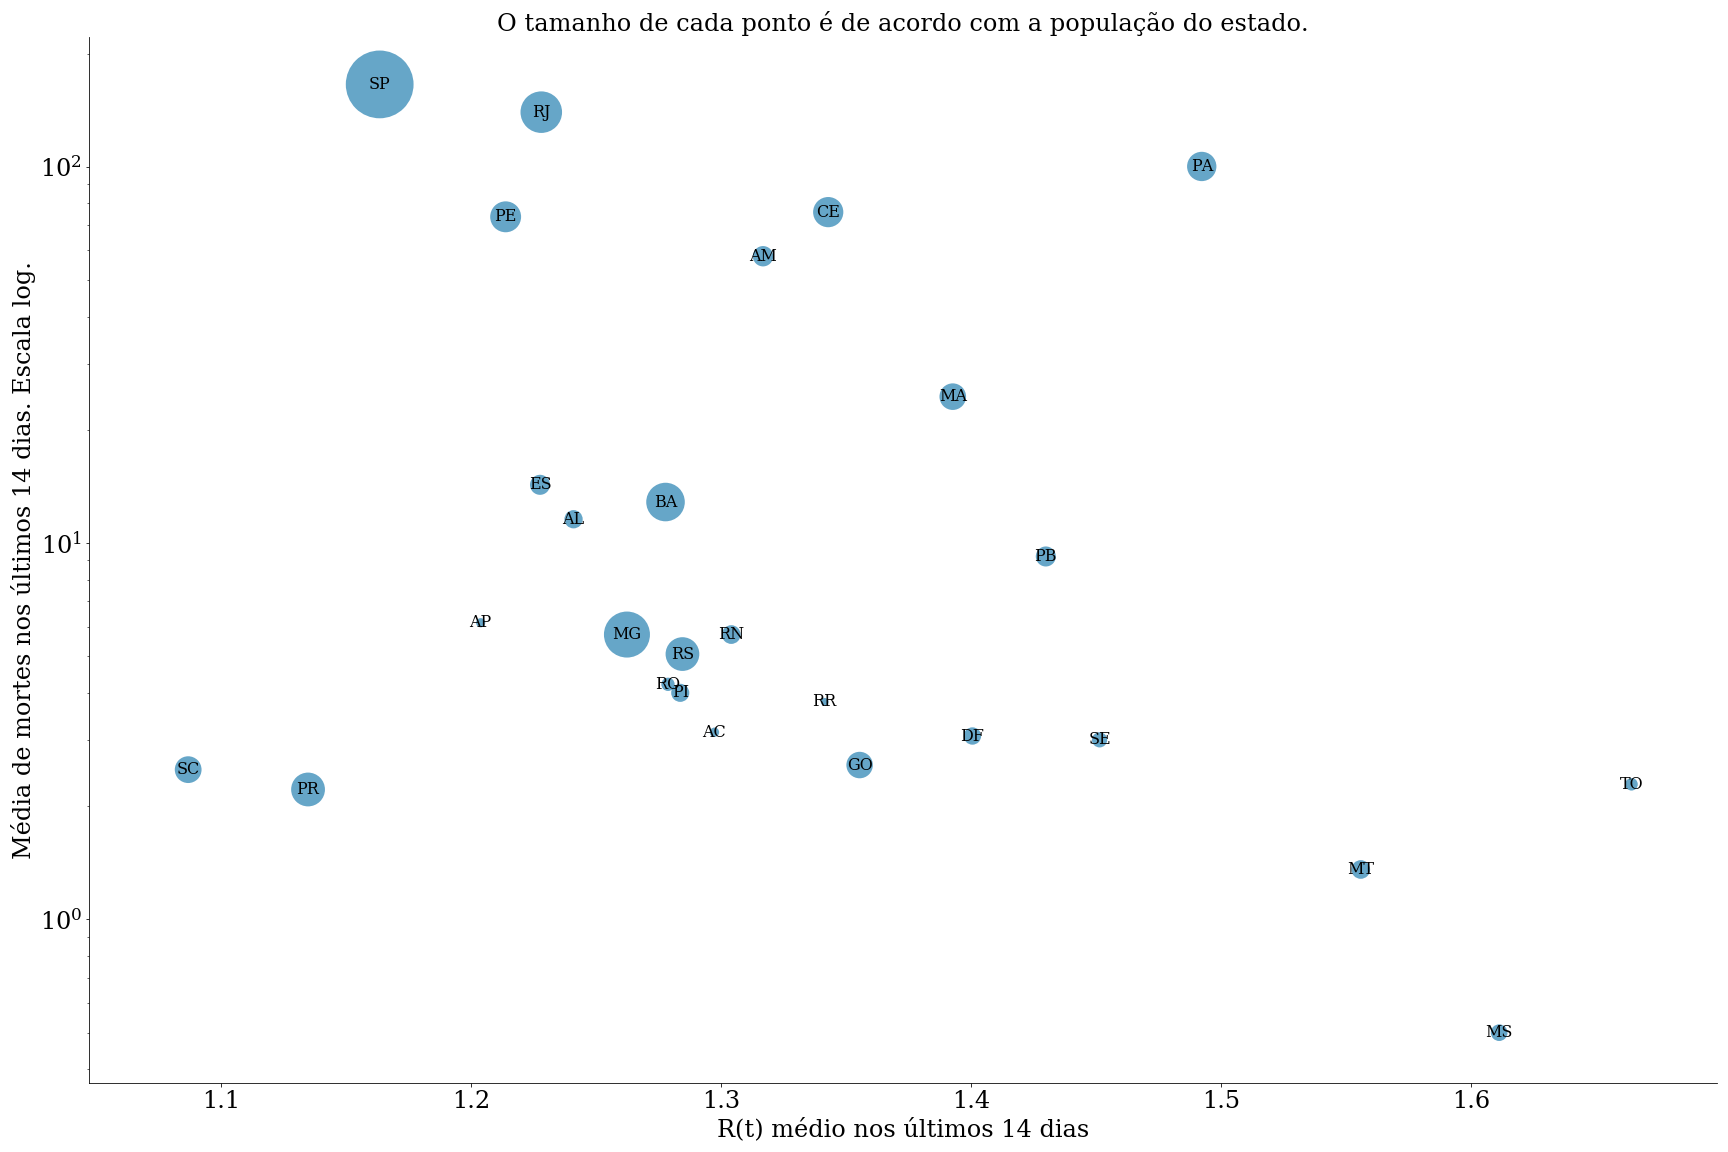 O tamanho de cada ponto é de acordo com a população do estado.
Média de mortes nos últimos 14 dias. Escala log.
10²
10¹
10⁰
SP
RJ
PA
CE
PE
AM
MA
ES
BA
AL
PB
AP
MG
RN
RS
RO
PI
RR
AC
DF
SE
GO
SC
TO
PR
MT
MS
1.1 1.2 1.3 1.4 1.5 1.6
R(t) médio nos últimos 14 dias